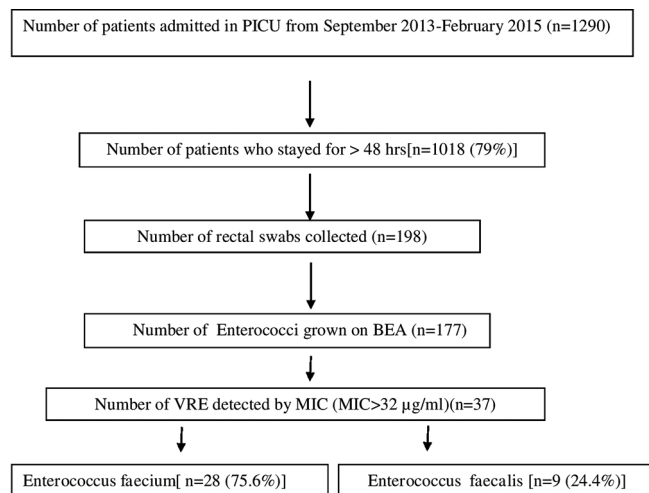 Number of patients admitted in PICU from September 2013-February 2015 (n=1290)
Number of patients who stayed for > 48 hrs[n=1018 (79%)]
Number of rectal swabs collected (n=198)
Number of Enterococci grown on BEA (n=177)
Number of VRE detected by MIC (MIC>32 µg/ml)(n=37)
Enterococcus faecium[ n=28 (75.6%)]
Enterococcus faecalis [n=9 (24.4%)]